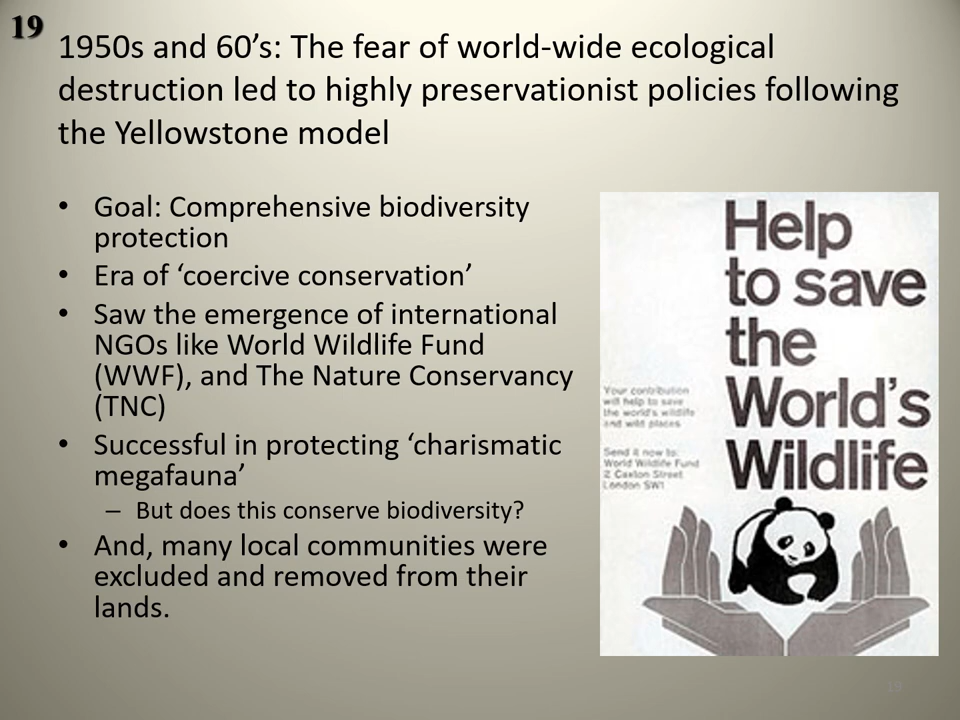 19
1950s and 60’s: The fear of world-wide ecological
destruction led to highly preservationist policies following
the Yellowstone model
• Goal: Comprehensive biodiversity
protection
• Era of ‘coercive conservation’
• Saw the emergence of international
NGOs like World Wildlife Fund
(WWF), and The Nature Conservancy
(TNC)
• Successful in protecting ‘charismatic
megafauna’
– But does this conserve biodiversity?
• And, many local communities were
excluded and removed from their
lands.
Help
to save
the
World's
Wildlife
Your contribution
will help to save
the world's wildlife
and wild places
Send it now to:
World Wildlife Fund
2 Caxton Street
London SW1
19